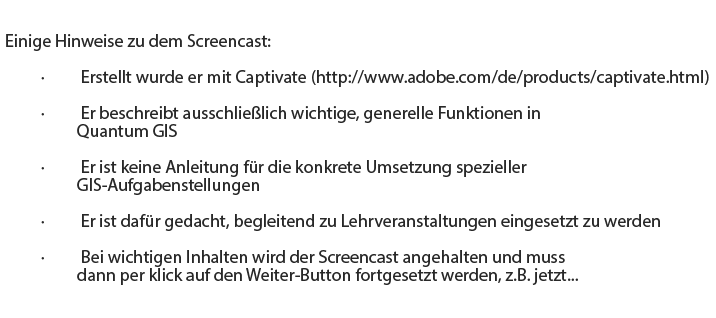 Einige Hinweise zu dem Screencast:
· Erstellt wurde er mit Captivate (http://www.adobe.com/de/products/captivate.html)
· Er beschreibt ausschließlich wichtige, generelle Funktionen in
Quantum GIS
· Er ist keine Anleitung für die konkrete Umsetzung spezieller
GIS-Aufgabenstellungen
· Er ist dafür gedacht, begleitend zu Lehrveranstaltungen eingesetzt zu werden
· Bei wichtigen Inhalten wird der Screencast angehalten und muss
dann per klick auf den Weiter-Button fortgesetzt werden, z.B. jetzt...